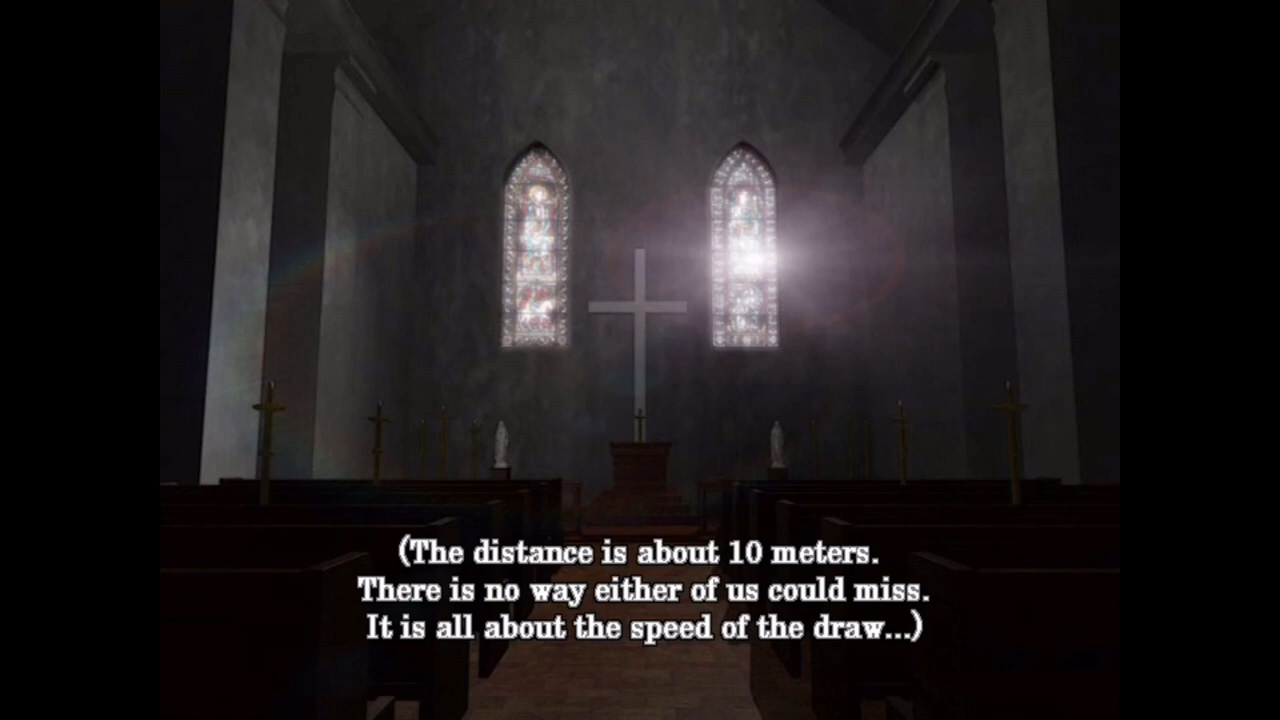 (The distance is about 10 meters.
There is no way either of us could miss.
It is all about the speed of the draw...)